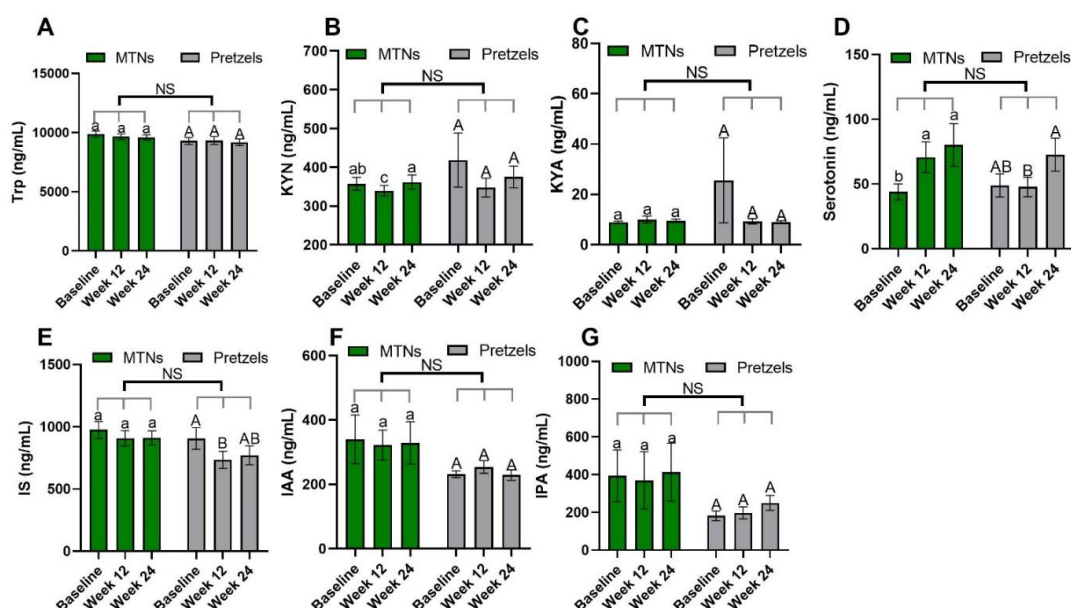 A
MTNs Pretzels
NS
a a a A A A
Trp (ng/mL)
15000
10000
5000
0
Baseline Week 12 Week 24 Baseline Week 12 Week 24
B
MTNs Pretzels
NS
ab c a A A A
KYN (ng/mL)
700
600
500
400
300
200
Baseline Week 12 Week 24 Baseline Week 12 Week 24
C
MTNs Pretzels
NS
a a a A A A
KYA (ng/mL)
80
60
40
20
0
Baseline Week 12 Week 24 Baseline Week 12 Week 24
D
MTNs Pretzels
NS
b a a AB B A
Serotonin (ng/mL)
150
100
50
0
Baseline Week 12 Week 24 Baseline Week 12 Week 24
E
MTNs Pretzels
NS
a a a A B AB
IS (ng/mL)
1500
1000
500
0
Baseline Week 12 Week 24 Baseline Week 12 Week 24
F
MTNs Pretzels
NS
a a a A A A
IAA (ng/mL)
600
400
200
0
Baseline Week 12 Week 24 Baseline Week 12 Week 24
G
MTNs Pretzels
NS
a a a A A A
IPA (ng/mL)
1000
800
600
400
200
0
Baseline Week 12 Week 24 Baseline Week 12 Week 24